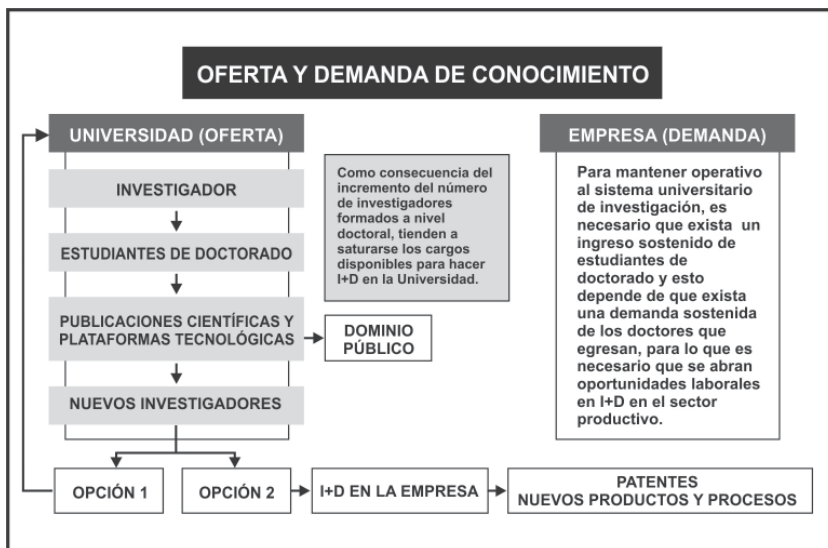 OFERTA Y DEMANDA DE CONOCIMIENTO
UNIVERSIDAD (OFERTA)
INVESTIGADOR
ESTUDIANTES DE DOCTORADO
PUBLICACIONES CIENTÍFICAS Y
PLATAFORMAS TECNOLÓGICAS
DOMINIO
PÚBLICO
NUEVOS INVESTIGADORES
Como consecuencia del
incremento del número
de investigadores
formados a nivel
doctoral, tienden a
saturarse los cargos
disponibles para hacer
I+D en la Universidad.
EMPRESA (DEMANDA)
Para mantener operativo
al sistema universitario
de investigación, es
necesario que exista un
ingreso sostenido de
estudiantes de
doctorado y esto
depende de que exista
una demanda sostenida
de los doctores que
egresan, para lo que es
necesario que se abran
oportunidades laborales
en I+D en el sector
productivo.
OPCIÓN 1
OPCIÓN 2
I+D EN LA EMPRESA
PATENTES
NUEVOS PRODUCTOS Y PROCESOS